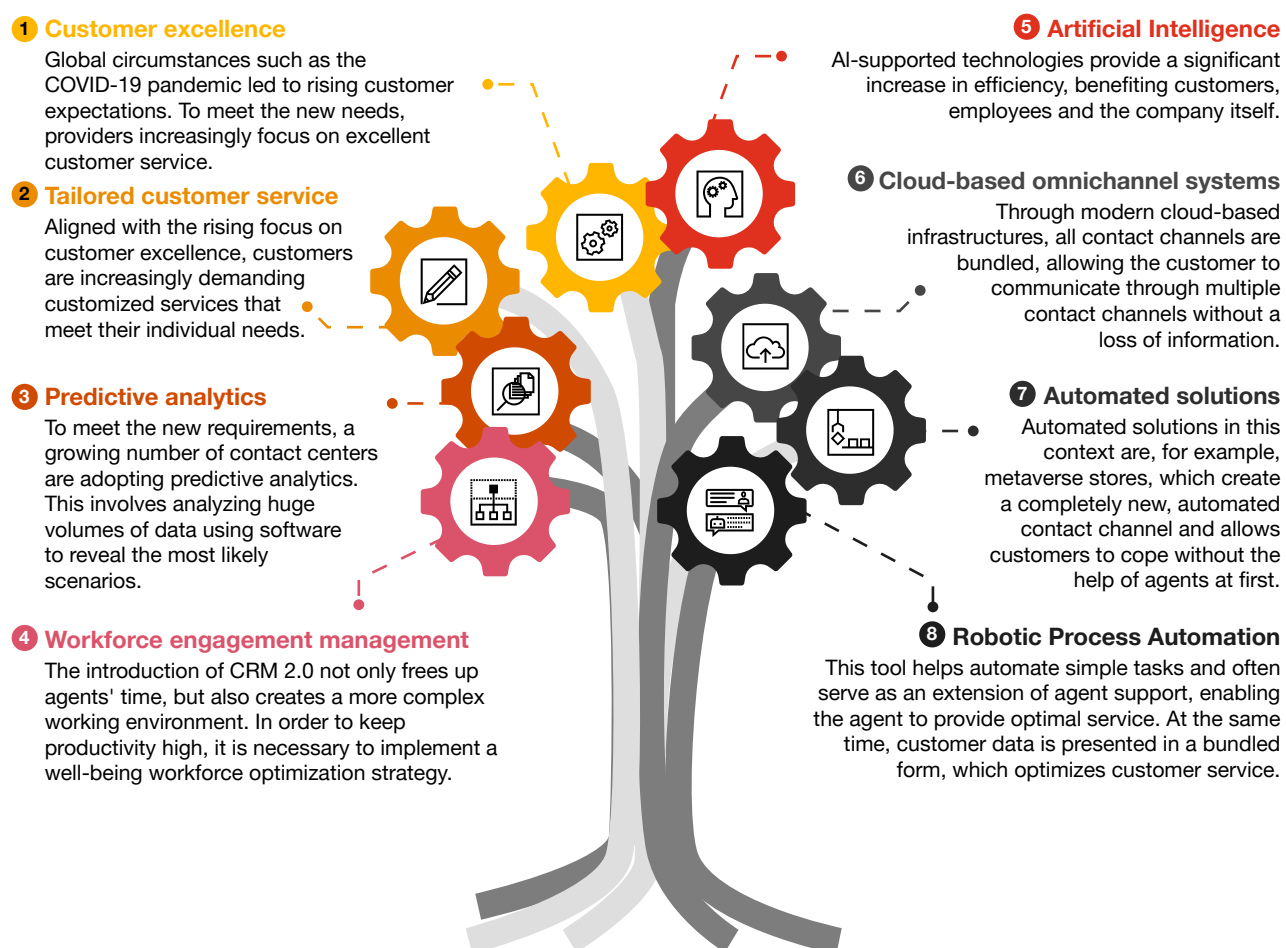 1 Customer excellence
Global circumstances such as the
COVID-19 pandemic led to rising customer
expectations. To meet the new needs,
providers increasingly focus on excellent
customer service.
2 Tailored customer service
Aligned with the rising focus on
customer excellence, customers
are increasingly demanding
customized services that
meet their individual needs.
3 Predictive analytics
To meet the new requirements, a
growing number of contact centers
are adopting predictive analytics.
This involves analyzing huge
volumes of data using software
to reveal the most likely
scenarios.
4 Workforce engagement management
The introduction of CRM 2.0 not only frees up
agents' time, but also creates a more complex
working environment. In order to keep
productivity high, it is necessary to implement a
well-being workforce optimization strategy.
5 Artificial Intelligence
AI-supported technologies provide a significant
increase in efficiency, benefiting customers,
employees and the company itself.
6 Cloud-based omnichannel systems
Through modern cloud-based
infrastructures, all contact channels are
bundled, allowing the customer to
communicate through multiple
contact channels without a
loss of information.
7 Automated solutions
Automated solutions in this
context are, for example,
metaverse stores, which create
a completely new, automated
contact channel and allows
customers to cope without the
help of agents at first.
8 Robotic Process Automation
This tool helps automate simple tasks and often
serve as an extension of agent support, enabling
the agent to provide optimal service. At the same
time, customer data is presented in a bundled
form, which optimizes customer service.